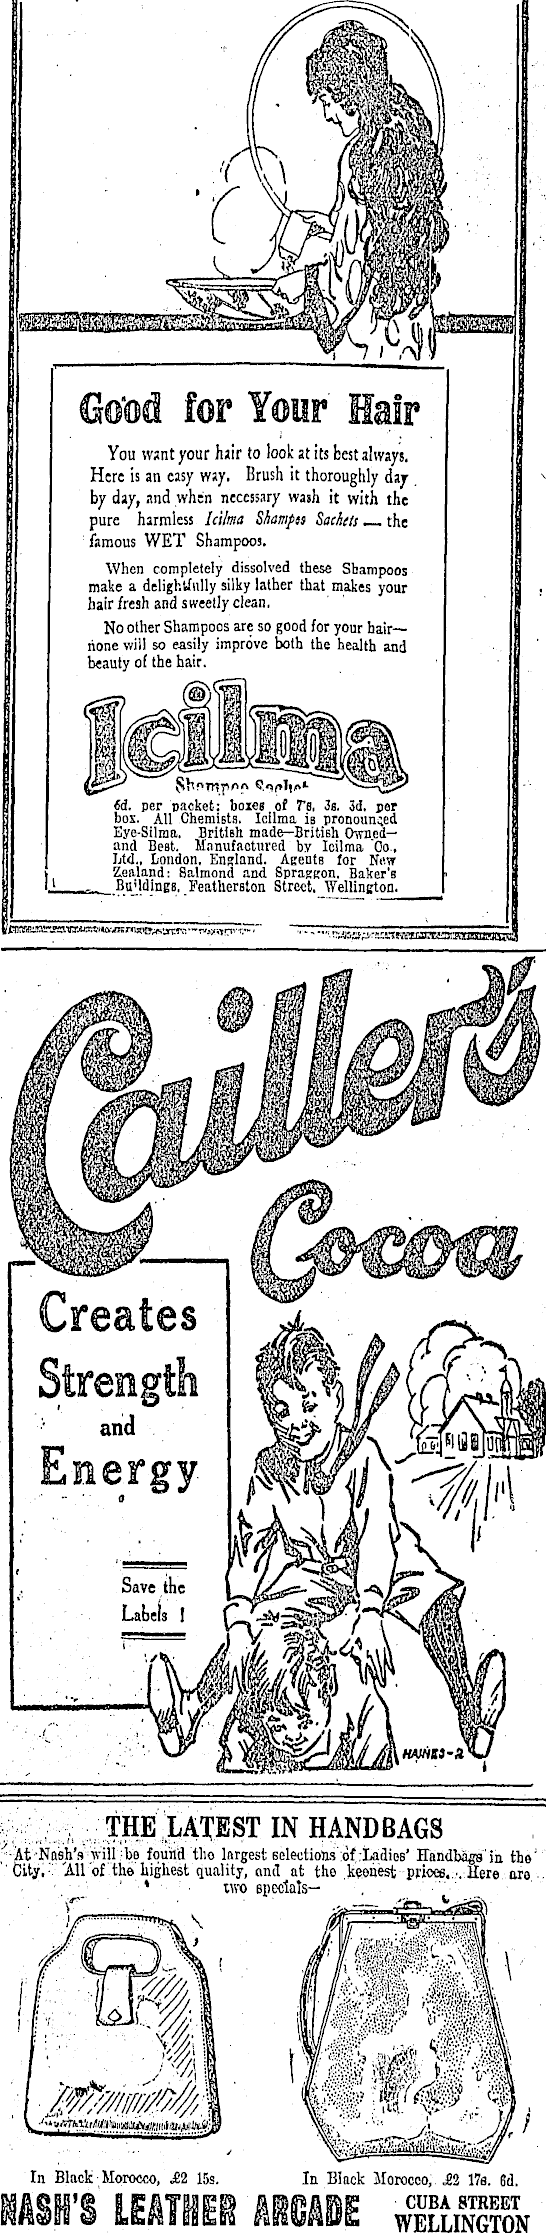 Good for Your Hair
You want your hair to look at its best always.
Here is an easy way. Brush it thoroughly day
by day, and when necessary wash it with the
pure harmless Icilma Shampoo Sachets — the
famous WET Shampoos.
When completely dissolved these Shampoos
make a delightfully silky lather that makes your
hair fresh and sweetly clean.
No other Shampoos are so good for your hair—
none will so easily improve both the health and
beauty of the hair.
Icilma
Shampoo Sachet
6d. per packet; boxes of 7's, 3s. 3d. per
box. All Chemists. Icilma is pronounced
Eye-Silma. British made—British Owned—
and Best. Manufactured by Icilma Co.,
Ltd., London, England. Agents for New
Zealand: Salmond and Spraggon, Baker's
Buildings, Featherston Street, Wellington.
Cailler's
Cocoa
Creates
Strength
and
Energy
Save the
Labels !
HAINES-2
THE LATEST IN HANDBAGS
At Nash's will be found the largest selections of Ladies' Handbags in the
City. All of the highest quality, and at the keenest prices. Here are
two specials—
In Black Morocco, £2 15s.
In Black Morocco, £2 17s. 6d.
NASH'S LEATHER ARCADE
CUBA STREET
WELLINGTON